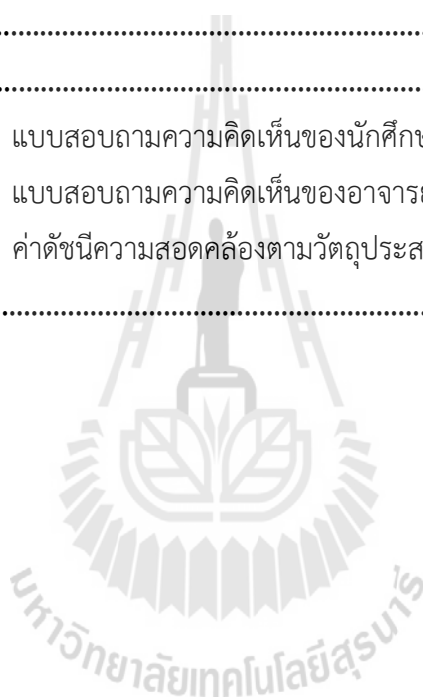 แบบสอบถามความคิดเห็นของนักศึกษ
แบบสอบถามความคิดเห็นของอาจารย
ค่าดัชนีความสอดคล้องตามวัตถุประส
มหาวิทยาลัยเทคโนโลยีสุรนารี